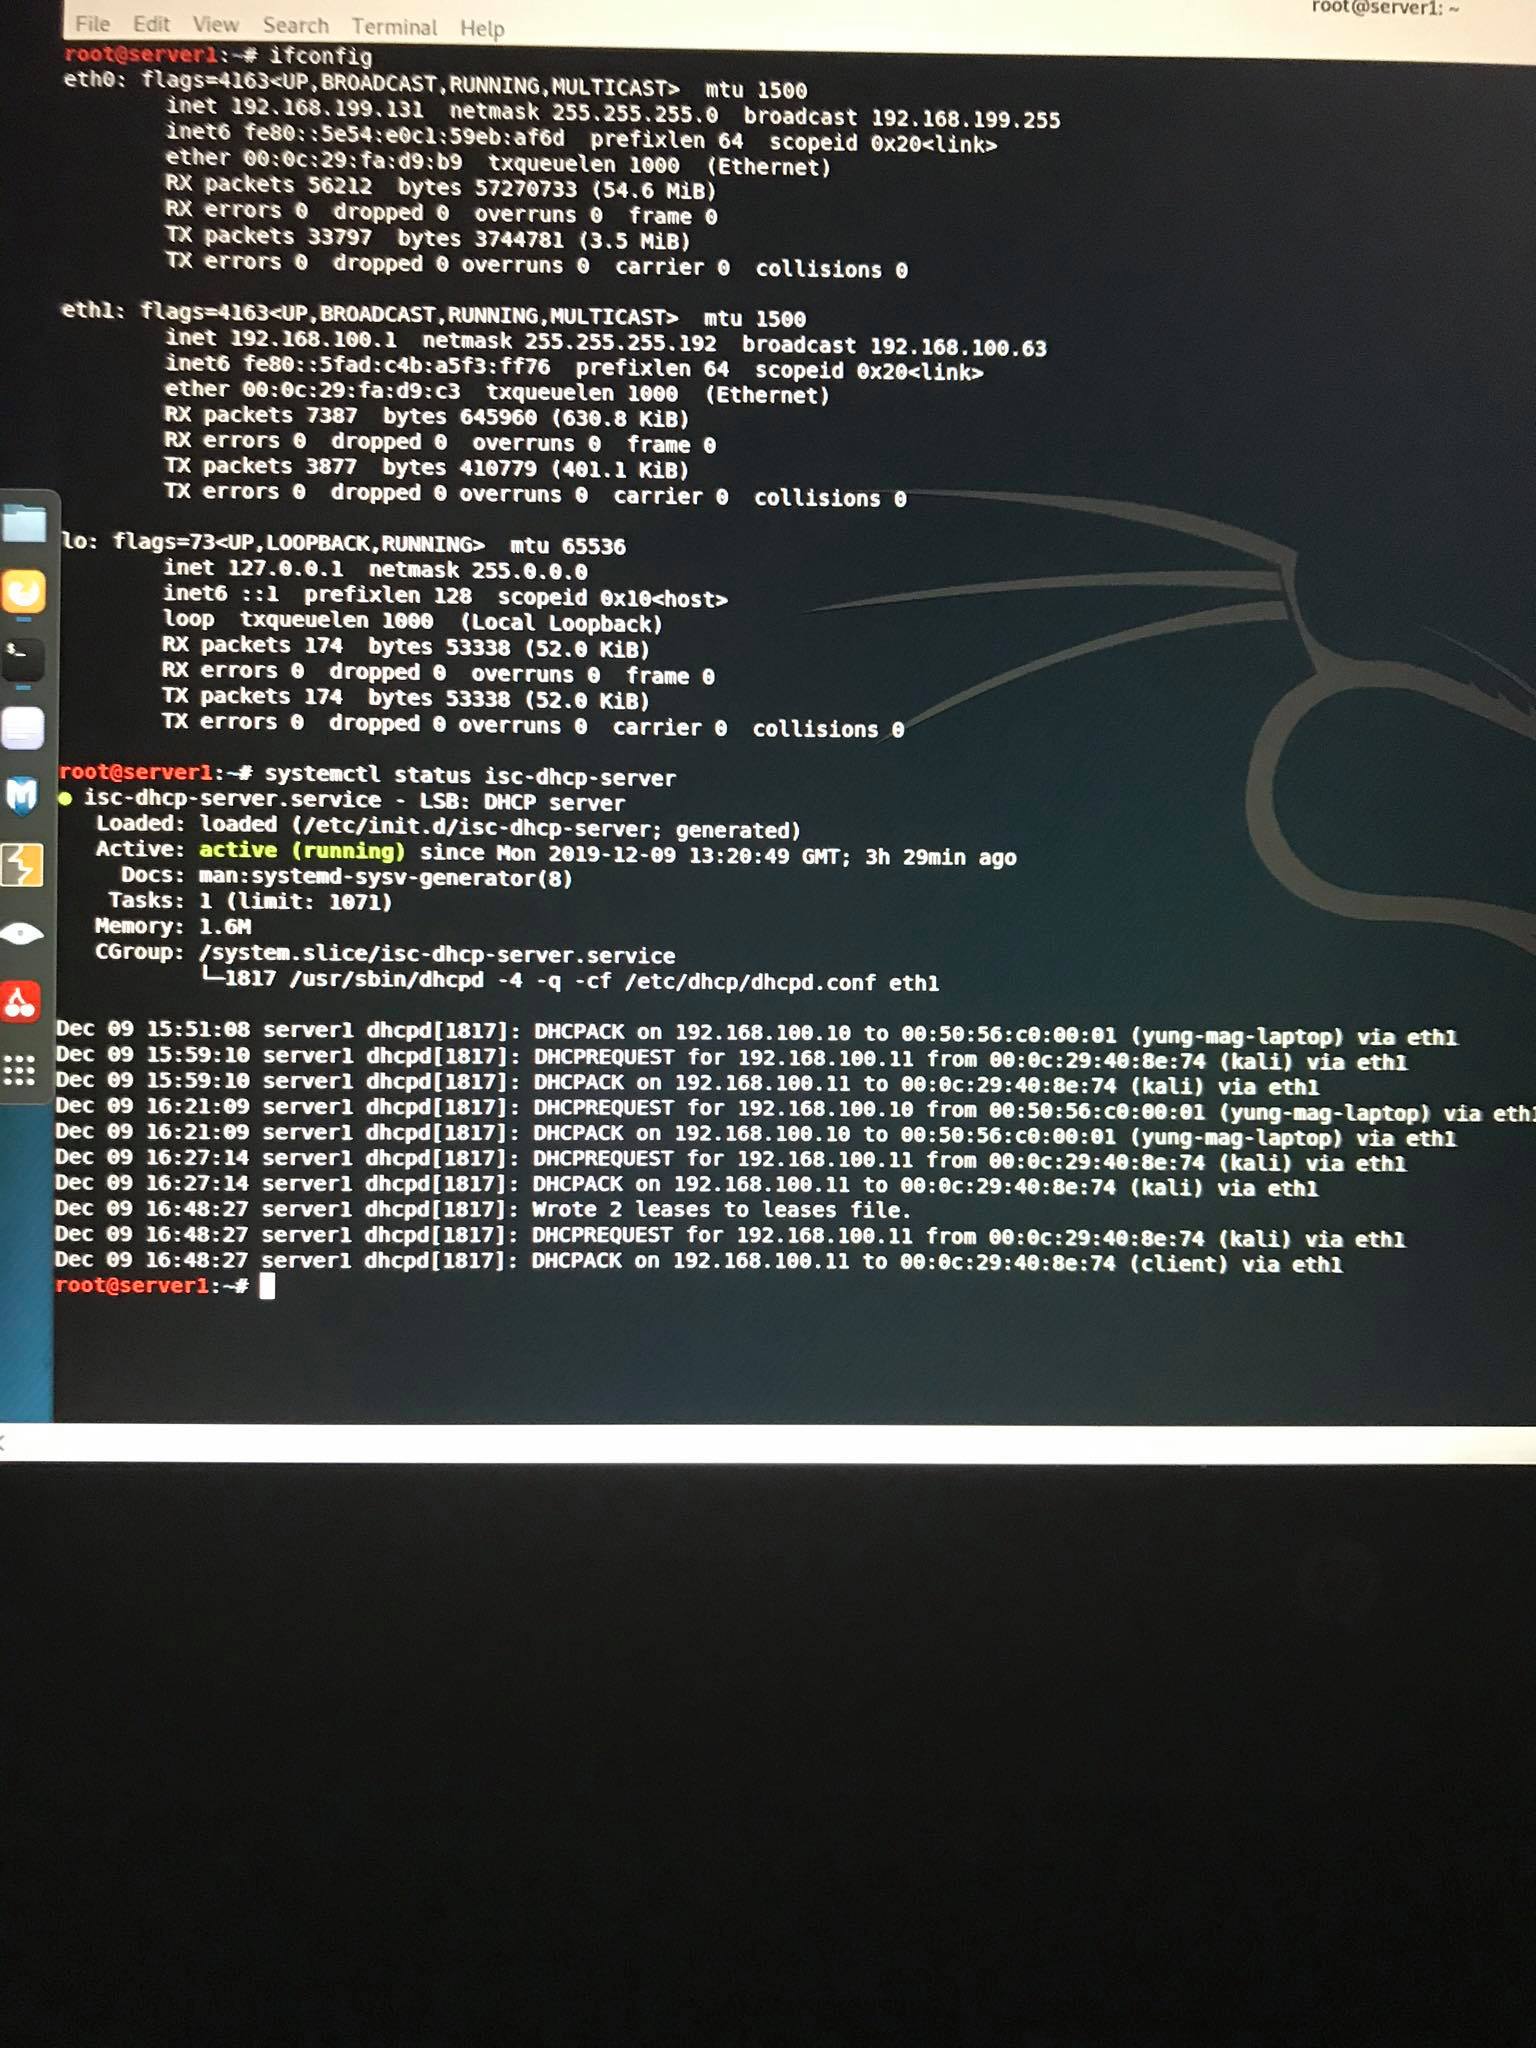 root@server1: ~
File Edit View Search Terminal Help
root@server1:~# ifconfig
eth0: flags=4163<UP,BROADCAST,RUNNING,MULTICAST>  mtu 1500
        inet 192.168.199.131  netmask 255.255.255.0  broadcast 192.168.199.255
        inet6 fe80::5e54:e0c1:59eb:af6d  prefixlen 64  scopeid 0x20<link>
        ether 00:0c:29:fa:d9:b9  txqueuelen 1000  (Ethernet)
        RX packets 56212  bytes 57270733 (54.6 MiB)
        RX errors 0  dropped 0  overruns 0  frame 0
        TX packets 33797  bytes 3744781 (3.5 MiB)
        TX errors 0  dropped 0 overruns 0  carrier 0  collisions 0
eth1: flags=4163<UP,BROADCAST,RUNNING,MULTICAST>  mtu 1500
        inet 192.168.100.1  netmask 255.255.255.192  broadcast 192.168.100.63
        inet6 fe80::5fad:c4b:a5f3:ff76  prefixlen 64  scopeid 0x20<link>
        ether 00:0c:29:fa:d9:c3  txqueuelen 1000  (Ethernet)
        RX packets 7387  bytes 645960 (630.8 KiB)
        RX errors 0  dropped 0  overruns 0  frame 0
        TX packets 3877  bytes 410779 (401.1 KiB)
        TX errors 0  dropped 0 overruns 0  carrier 0  collisions 0
lo: flags=73<UP,LOOPBACK,RUNNING>  mtu 65536
        inet 127.0.0.1  netmask 255.0.0.0
        inet6 ::1  prefixlen 128  scopeid 0x10<host>
        loop  txqueuelen 1000  (Local Loopback)
        RX packets 174  bytes 53338 (52.0 KiB)
        RX errors 0  dropped 0  overruns 0  frame 0
        TX packets 174  bytes 53338 (52.0 KiB)
        TX errors 0  dropped 0 overruns 0  carrier 0  collisions 0
root@server1:~# systemctl status isc-dhcp-server
● isc-dhcp-server.service - LSB: DHCP server
   Loaded: loaded (/etc/init.d/isc-dhcp-server; generated)
   Active: active (running) since Mon 2019-12-09 13:20:49 GMT; 3h 29min ago
     Docs: man:systemd-sysv-generator(8)
    Tasks: 1 (limit: 1071)
   Memory: 1.6M
   CGroup: /system.slice/isc-dhcp-server.service
           └─1817 /usr/sbin/dhcpd -4 -q -cf /etc/dhcp/dhcpd.conf eth1
Dec 09 15:51:08 server1 dhcpd[1817]: DHCPACK on 192.168.100.10 to 00:50:56:c0:00:01 (yung-mag-laptop) via eth1
Dec 09 15:59:10 server1 dhcpd[1817]: DHCPREQUEST for 192.168.100.11 from 00:0c:29:40:8e:74 (kali) via eth1
Dec 09 15:59:10 server1 dhcpd[1817]: DHCPACK on 192.168.100.11 to 00:0c:29:40:8e:74 (kali) via eth1
Dec 09 16:21:09 server1 dhcpd[1817]: DHCPREQUEST for 192.168.100.10 from 00:50:56:c0:00:01 (yung-mag-laptop) via eth1
Dec 09 16:21:09 server1 dhcpd[1817]: DHCPACK on 192.168.100.10 to 00:50:56:c0:00:01 (yung-mag-laptop) via eth1
Dec 09 16:27:14 server1 dhcpd[1817]: DHCPREQUEST for 192.168.100.11 from 00:0c:29:40:8e:74 (kali) via eth1
Dec 09 16:27:14 server1 dhcpd[1817]: DHCPACK on 192.168.100.11 to 00:0c:29:40:8e:74 (kali) via eth1
Dec 09 16:48:27 server1 dhcpd[1817]: Wrote 2 leases to leases file.
Dec 09 16:48:27 server1 dhcpd[1817]: DHCPREQUEST for 192.168.100.11 from 00:0c:29:40:8e:74 (kali) via eth1
Dec 09 16:48:27 server1 dhcpd[1817]: DHCPACK on 192.168.100.11 to 00:0c:29:40:8e:74 (client) via eth1
root@server1:~#